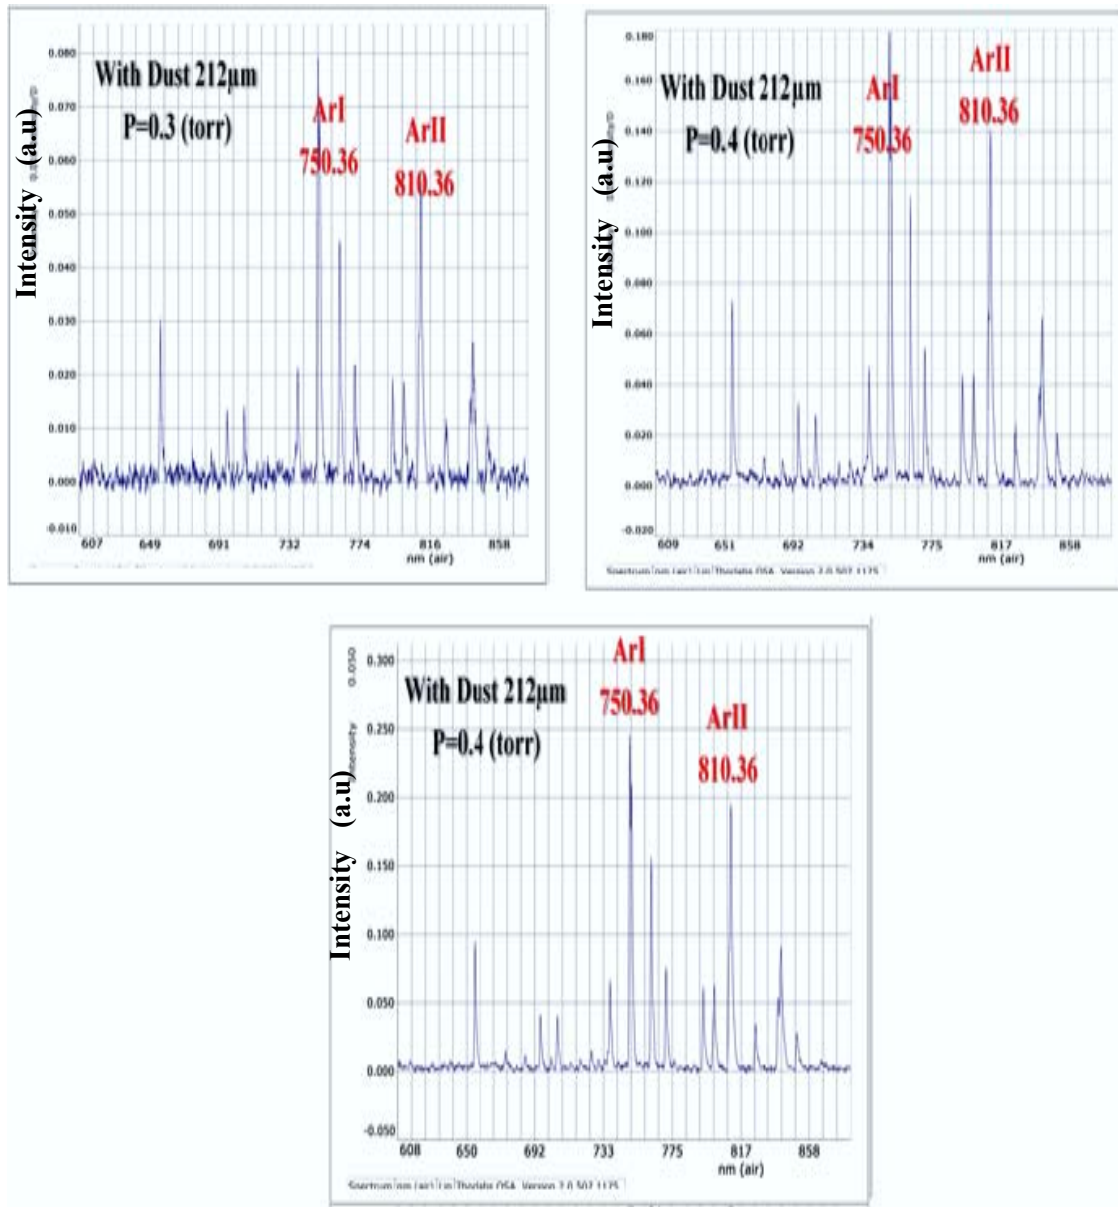 With Dust 212µm
P=0.3 (torr)
ArI
750.36
ArII
810.36
Intensity (a.u)
0.080
0.070
0.060
0.050
0.040
0.030
0.020
0.010
0.000
-0.010
607 649 691 732 774 816 858
nm (air)
With Dust 212µm
P=0.4 (torr)
ArI
750.36
ArII
810.36
Intensity (a.u)
0.180
0.160
0.140
0.120
0.100
0.080
0.060
0.040
0.020
0.000
-0.020
609 651 692 734 775 817 858
nm (air)
With Dust 212µm
P=0.4 (torr)
ArI
750.36
ArII
810.36
Intensity (a.u)
0.300
0.250
0.200
0.150
0.100
0.050
0.000
-0.050
608 650 692 733 775 817 858
nm (air)